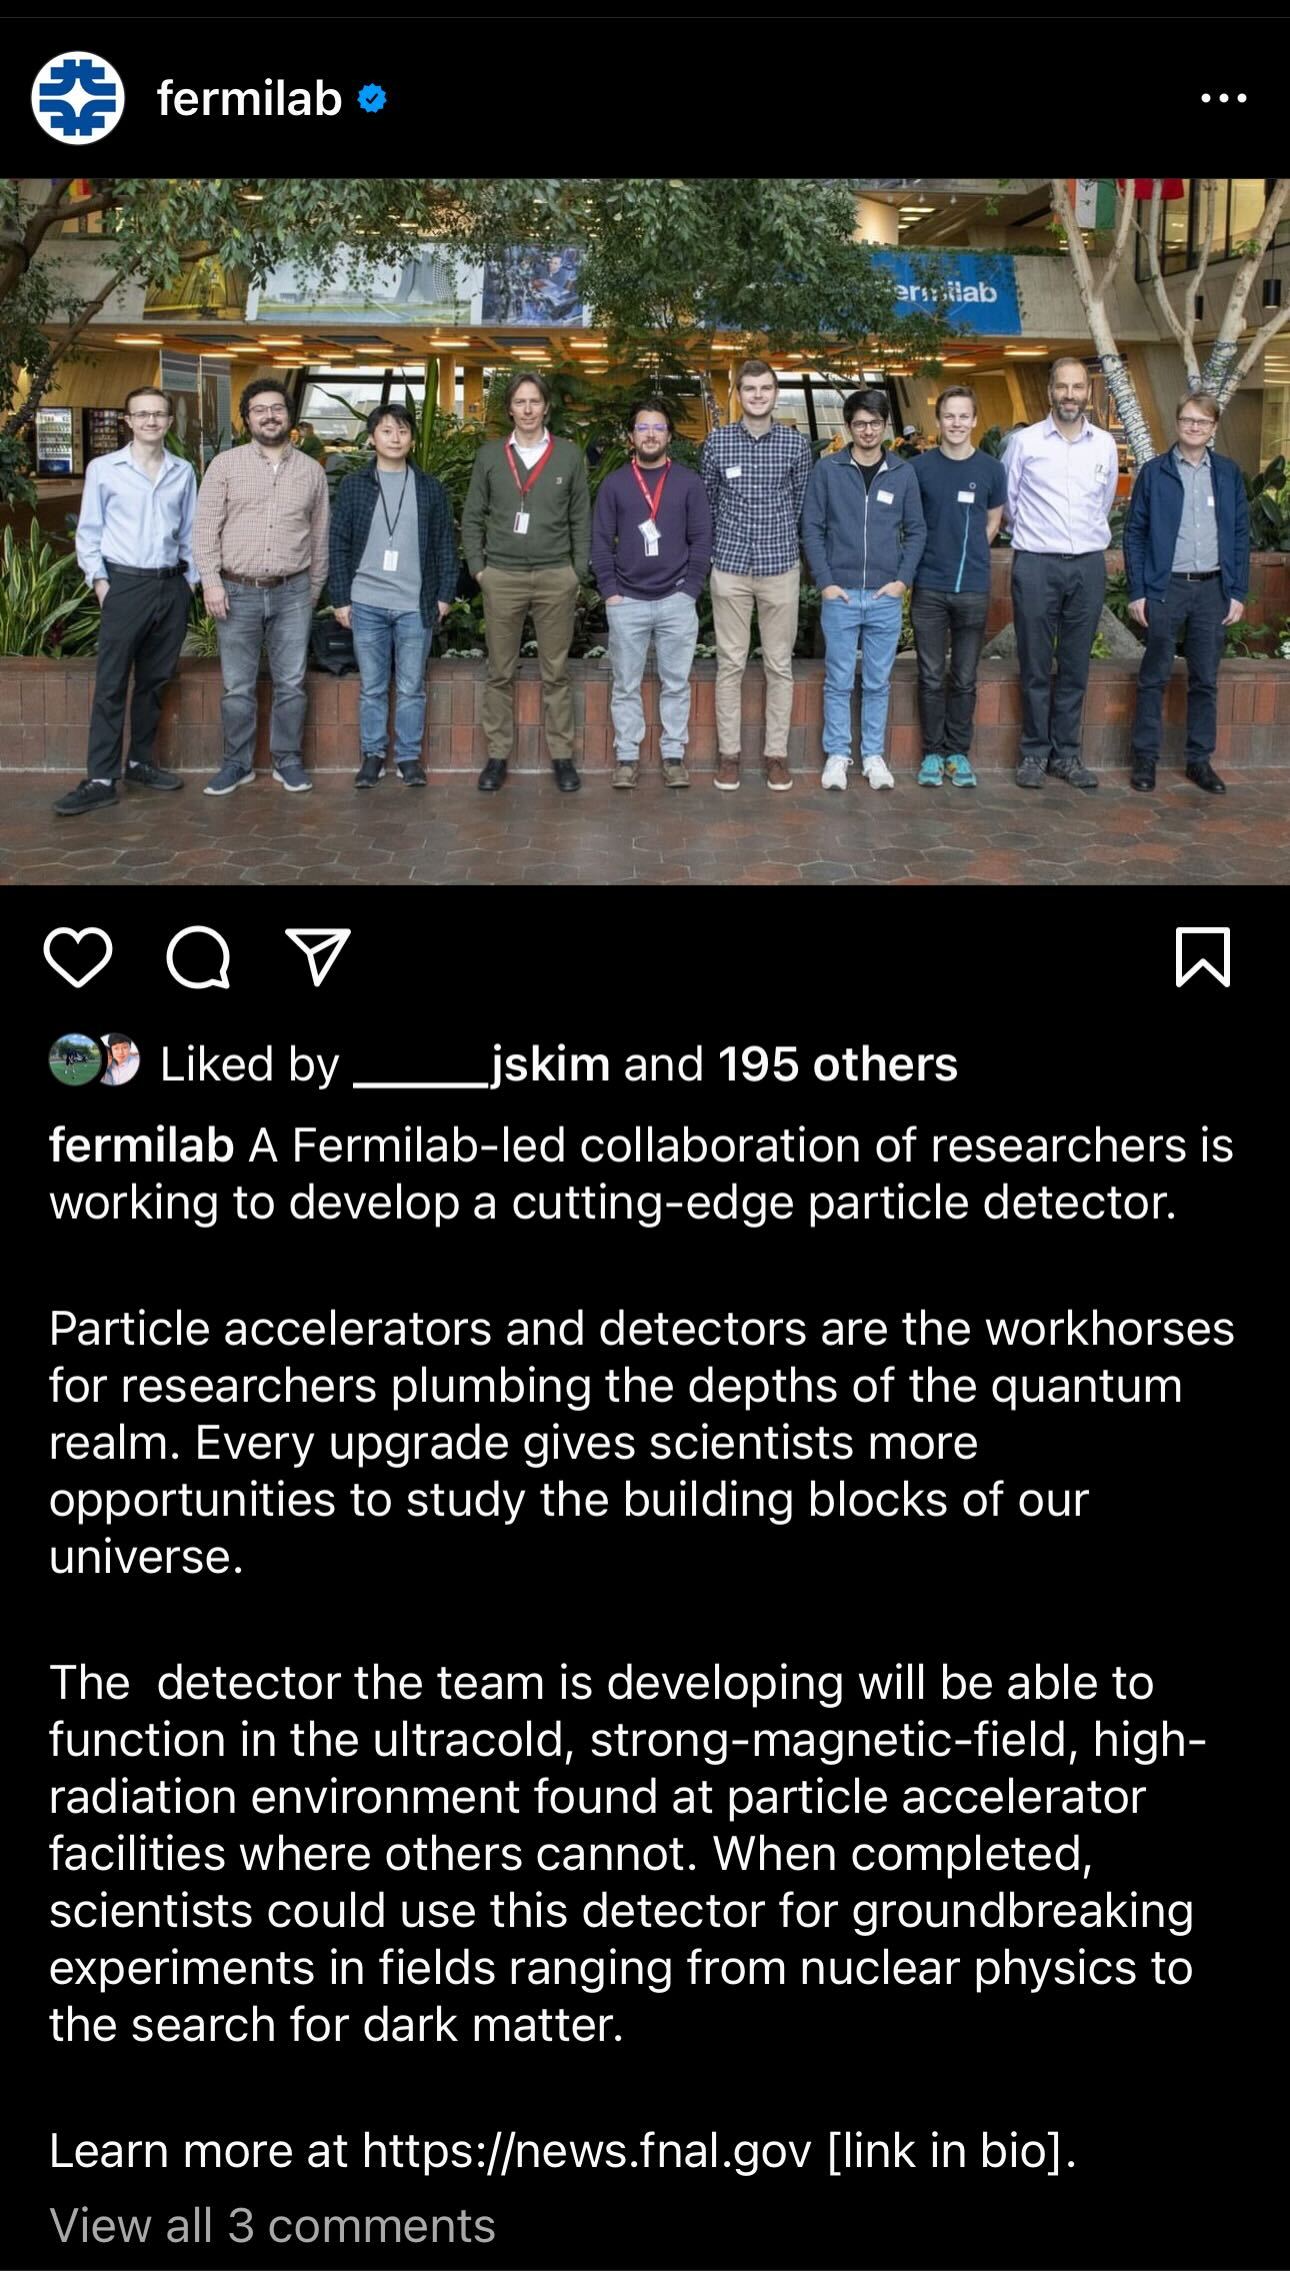 fermilab
ermilab
Liked by ______jskim and 195 others
fermilab A Fermilab-led collaboration of researchers is
working to develop a cutting-edge particle detector.
Particle accelerators and detectors are the workhorses
for researchers plumbing the depths of the quantum
realm. Every upgrade gives scientists more
opportunities to study the building blocks of our
universe.
The  detector the team is developing will be able to
function in the ultracold, strong-magnetic-field, high-
radiation environment found at particle accelerator
facilities where others cannot. When completed,
scientists could use this detector for groundbreaking
experiments in fields ranging from nuclear physics to
the search for dark matter.
Learn more at https://news.fnal.gov [link in bio].
View all 3 comments